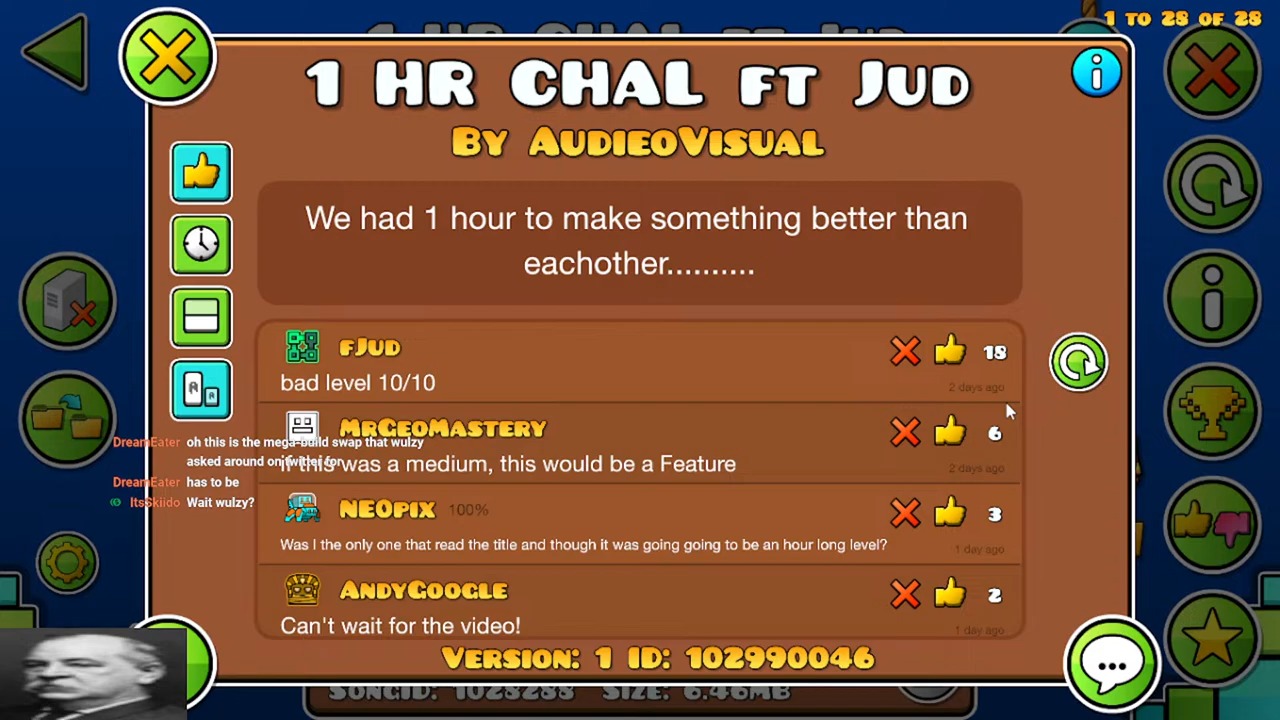 1 TO 28 OF 28
1 HR CHAL FT JUD
BY AUDIEOVISUAL
We had 1 hour to make something better than
eachother..........
FJUD
18
bad level 10/10
2 days ago
MRGEOMASTERY
6
if this was a medium, this would be a Feature
2 days ago
DreamEater oh this is the mega-build swap that wulzy
asked around on twitter for
DreamEater has to be
ItsSkiido Wait wulzy?
NEOPIX 100%
3
Was I the only one that read the title and though it was going going to be an hour long level?
1 day ago
ANDYGOOGLE
2
Can't wait for the video!
1 day ago
VERSION: 1 ID: 102990046
SONGID: 1028288 SIZE: 6.46MB